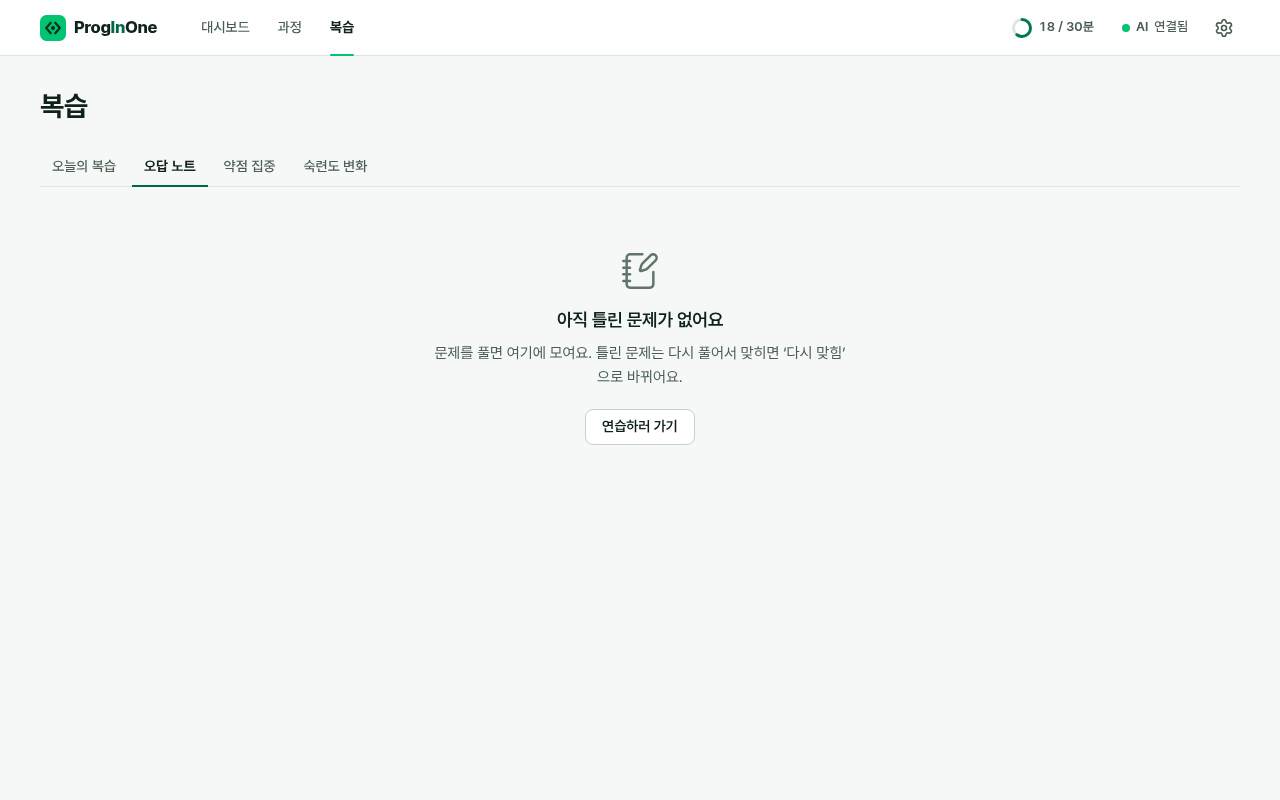 ProgInOne
대시보드
과정
복습
18 / 30분
AI 연결됨
복습
오늘의 복습
오답 노트
약점 집중
숙련도 변화
아직 틀린 문제가 없어요
문제를 풀면 여기에 모여요. 틀린 문제는 다시 풀어서 맞히면 ‘다시 맞힘’
으로 바뀌어요.
연습하러 가기